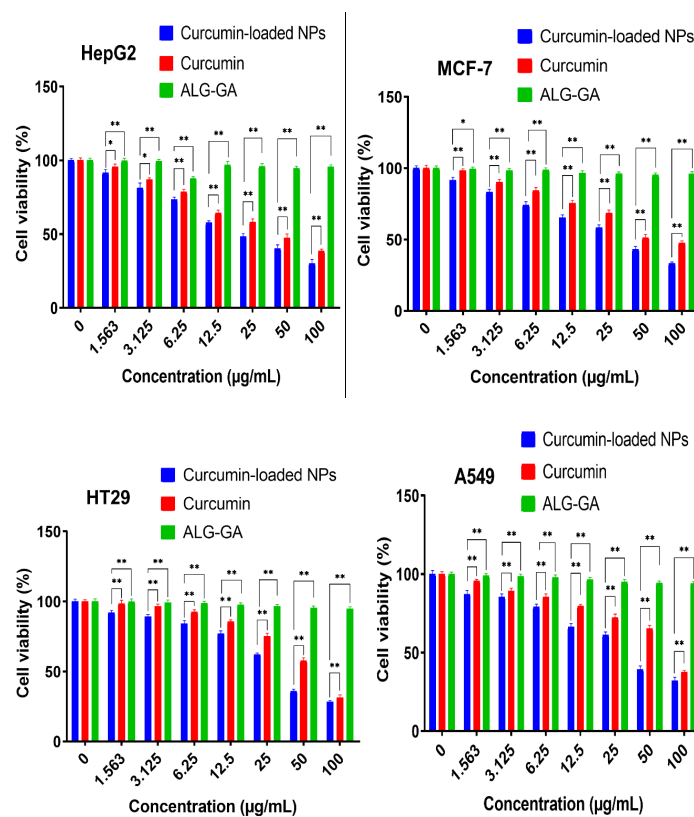 HepG2
Curcumin-loaded NPs
Curcumin
ALG-GA
Cell viability (%)
150
100
50
0
** ** ** ** ** ** **
* * ** ** ** ** **
0 1.563 3.125 6.25 12.5 25 50 100
Concentration (µg/mL)
MCF-7
Curcumin-loaded NPs
Curcumin
ALG-GA
Cell viability (%)
150
100
50
0
* ** ** ** ** ** **
** ** ** ** ** ** **
0 1.563 3.125 6.25 12.5 25 50 100
Concentration (µg/mL)
HT29
Curcumin-loaded NPs
Curcumin
ALG-GA
Cell viability (%)
150
100
50
0
** ** ** ** ** ** **
** ** ** ** ** ** **
0 1.563 3.125 6.25 12.5 25 50 100
Concentration (µg/mL)
A549
Curcumin-loaded NPs
Curcumin
ALG-GA
Cell viability (%)
150
100
50
0
** ** ** ** ** ** **
** ** ** ** ** ** **
0 1.563 3.125 6.25 12.5 25 50 100
Concentration (µg/mL)